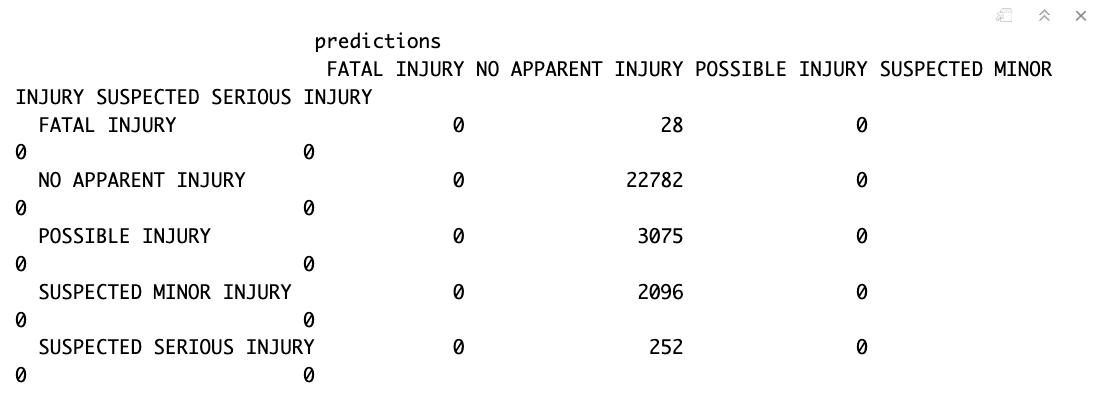 predictions
FATAL INJURY NO APPARENT INJURY POSSIBLE INJURY SUSPECTED MINOR
INJURY SUSPECTED SERIOUS INJURY
FATAL INJURY 0 28 0
0 0
NO APPARENT INJURY 0 22782 0
0 0
POSSIBLE INJURY 0 3075 0
0 0
SUSPECTED MINOR INJURY 0 2096 0
0 0
SUSPECTED SERIOUS INJURY 0 252 0
0 0